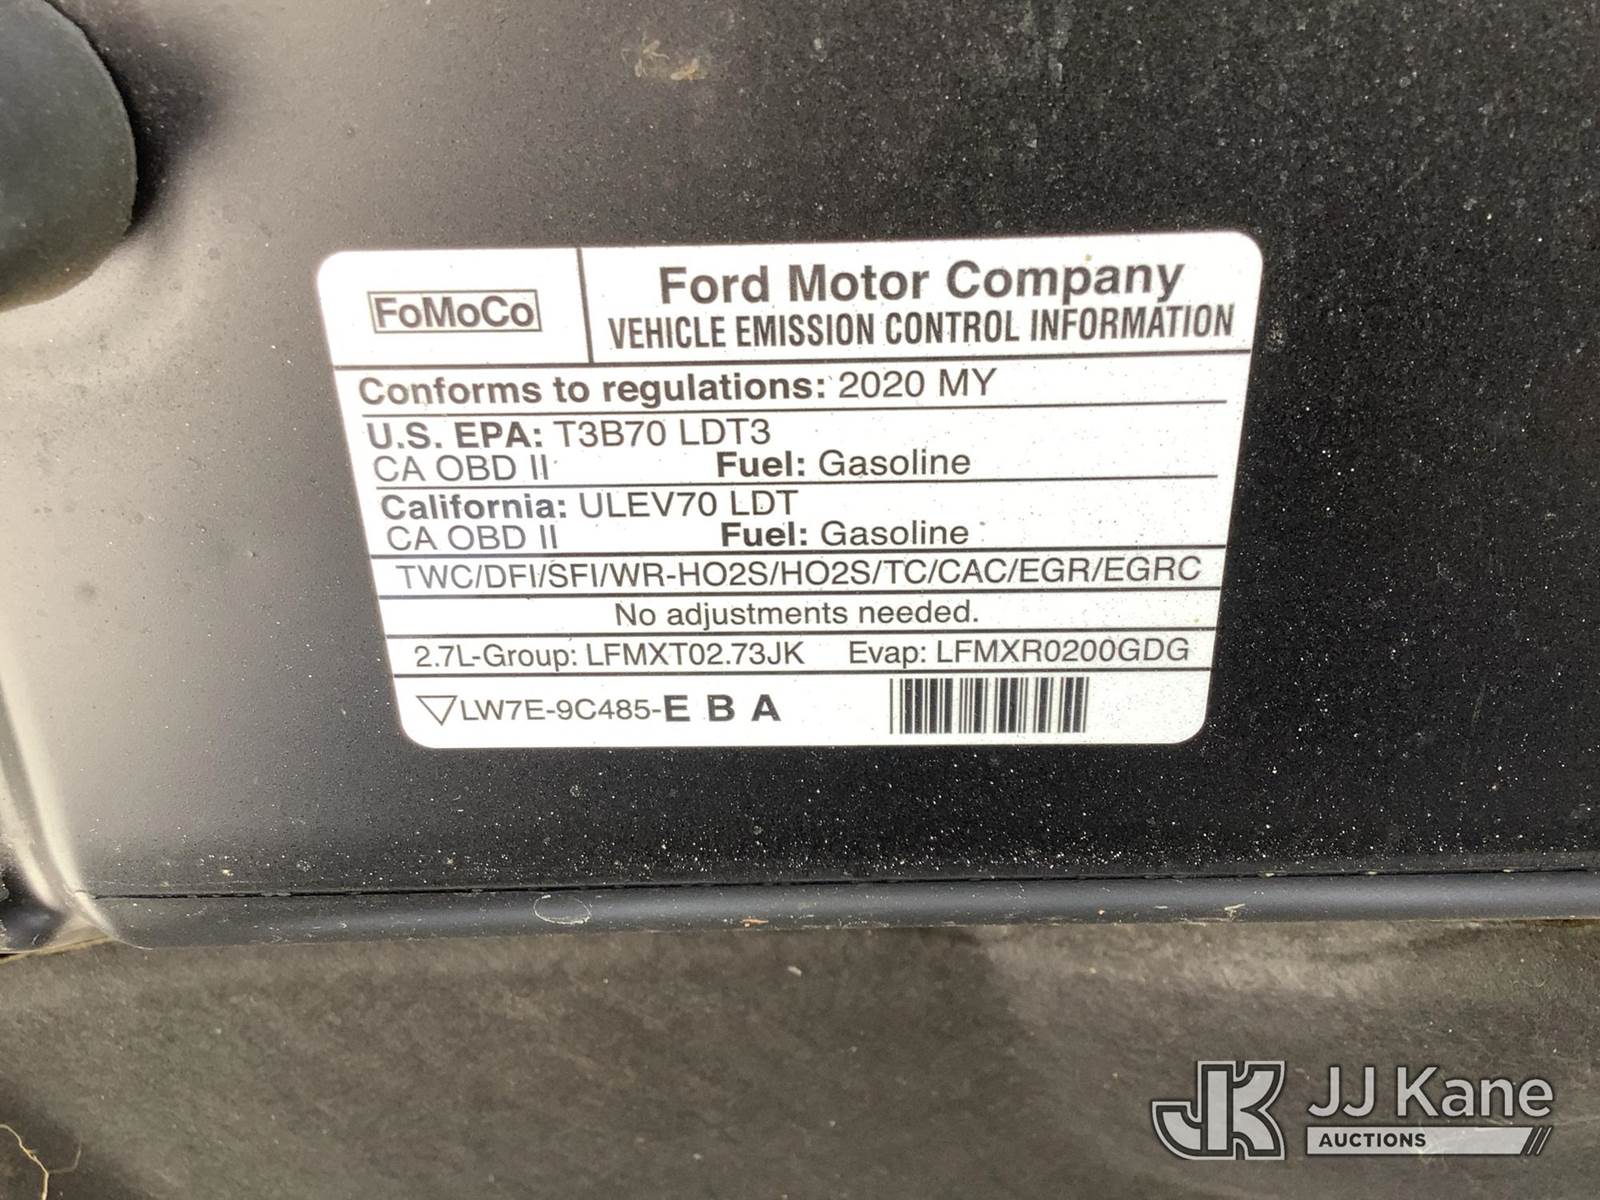 FoMoCo
Ford Motor Company
VEHICLE EMISSION CONTROL INFORMATION
Conforms to regulations: 2020 MY
U.S. EPA: T3B70 LDT3
CA OBD II Fuel: Gasoline
California: ULEV70 LDT
CA OBD II Fuel: Gasoline
TWC/DFI/SFI/WR-HO2S/HO2S/TC/CAC/EGR/EGRC
No adjustments needed.
2.7L-Group: LFMXT02.73JK Evap: LFMXR0200GDG
LW7E-9C485-E B A
JK JJ Kane
AUCTIONS